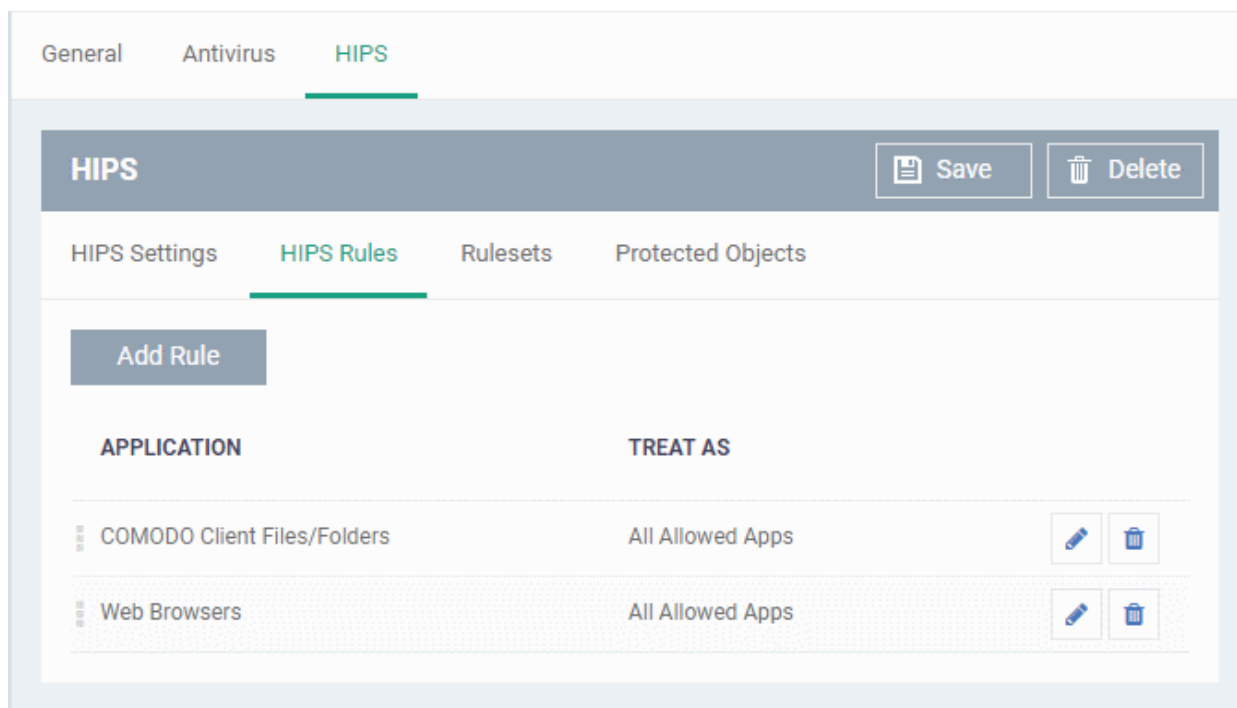 General Antivirus HIPS
HIPS Save Delete
HIPS Settings HIPS Rules Rulesets Protected Objects
Add Rule
APPLICATION TREAT AS
COMODO Client Files/Folders All Allowed Apps
Web Browsers All Allowed Apps